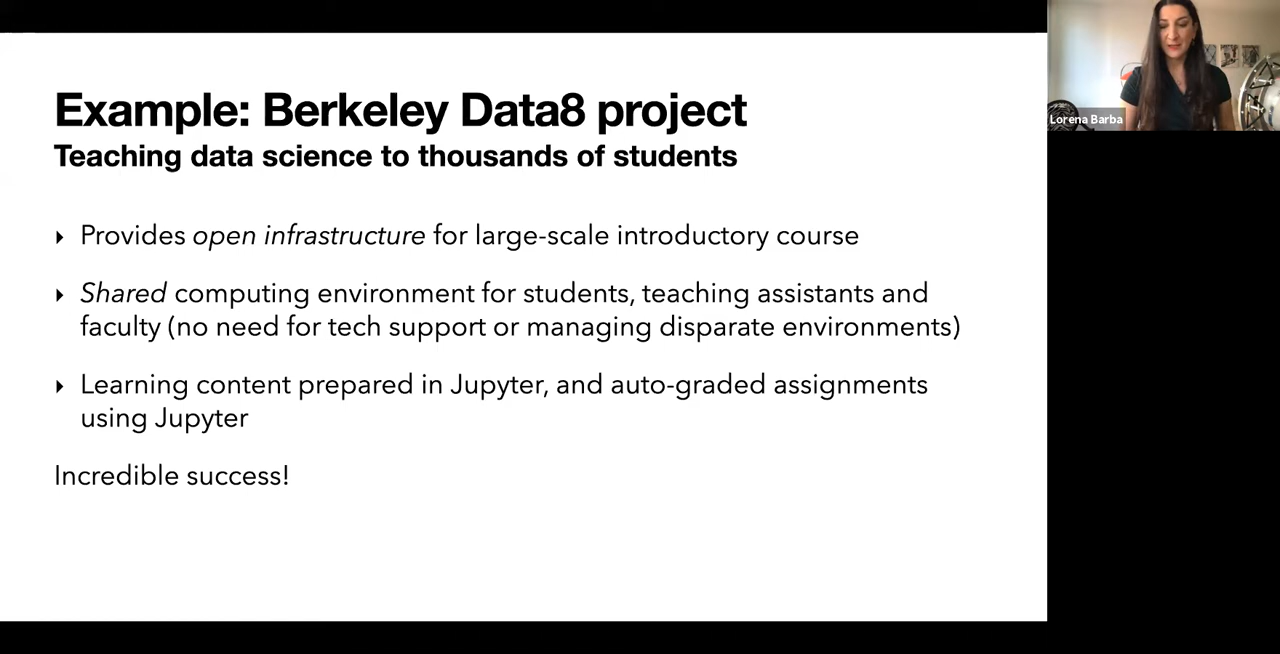 Example: Berkeley Data8 project
Teaching data science to thousands of students
‣ Provides open infrastructure for large-scale introductory course
‣ Shared computing environment for students, teaching assistants and
faculty (no need for tech support or managing disparate environments)
‣ Learning content prepared in Jupyter, and auto-graded assignments
using Jupyter
Incredible success!
Lorena Barba